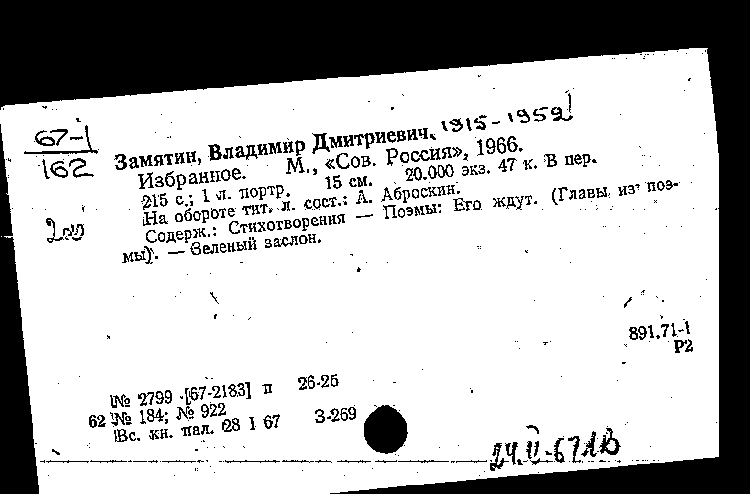 67-1
162
Замятин, Владимир Дмитриевич, 1915-1959
Избранное. М., «Сов. Россия», 1966.
215 с.; 1 л. портр. 15 см. 20.000 экз. 47 к. В пер.
На обороте тит. л. сост.: А. Аброскин.
Содерж.: Стихотворения — Поэмы: Его ждут. (Главы из поэ-
мы). — Зеленый заслон.
891.71-1
Р2
№ 2799 [67-2183] п 26-25
62 № 184; № 922
Вс. кн. пал. 28 I 67 З-269